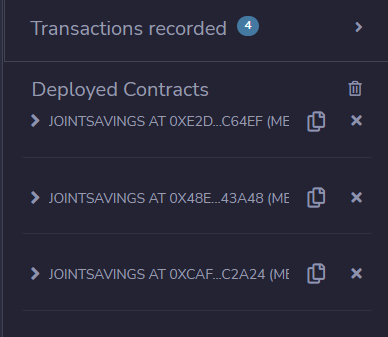 Transactions recorded 4
Deployed Contracts
JOINTSAVINGS AT 0XE2D...C64EF (ME
JOINTSAVINGS AT 0X48E...43A48 (ME
JOINTSAVINGS AT 0XCAF...C2A24 (ME